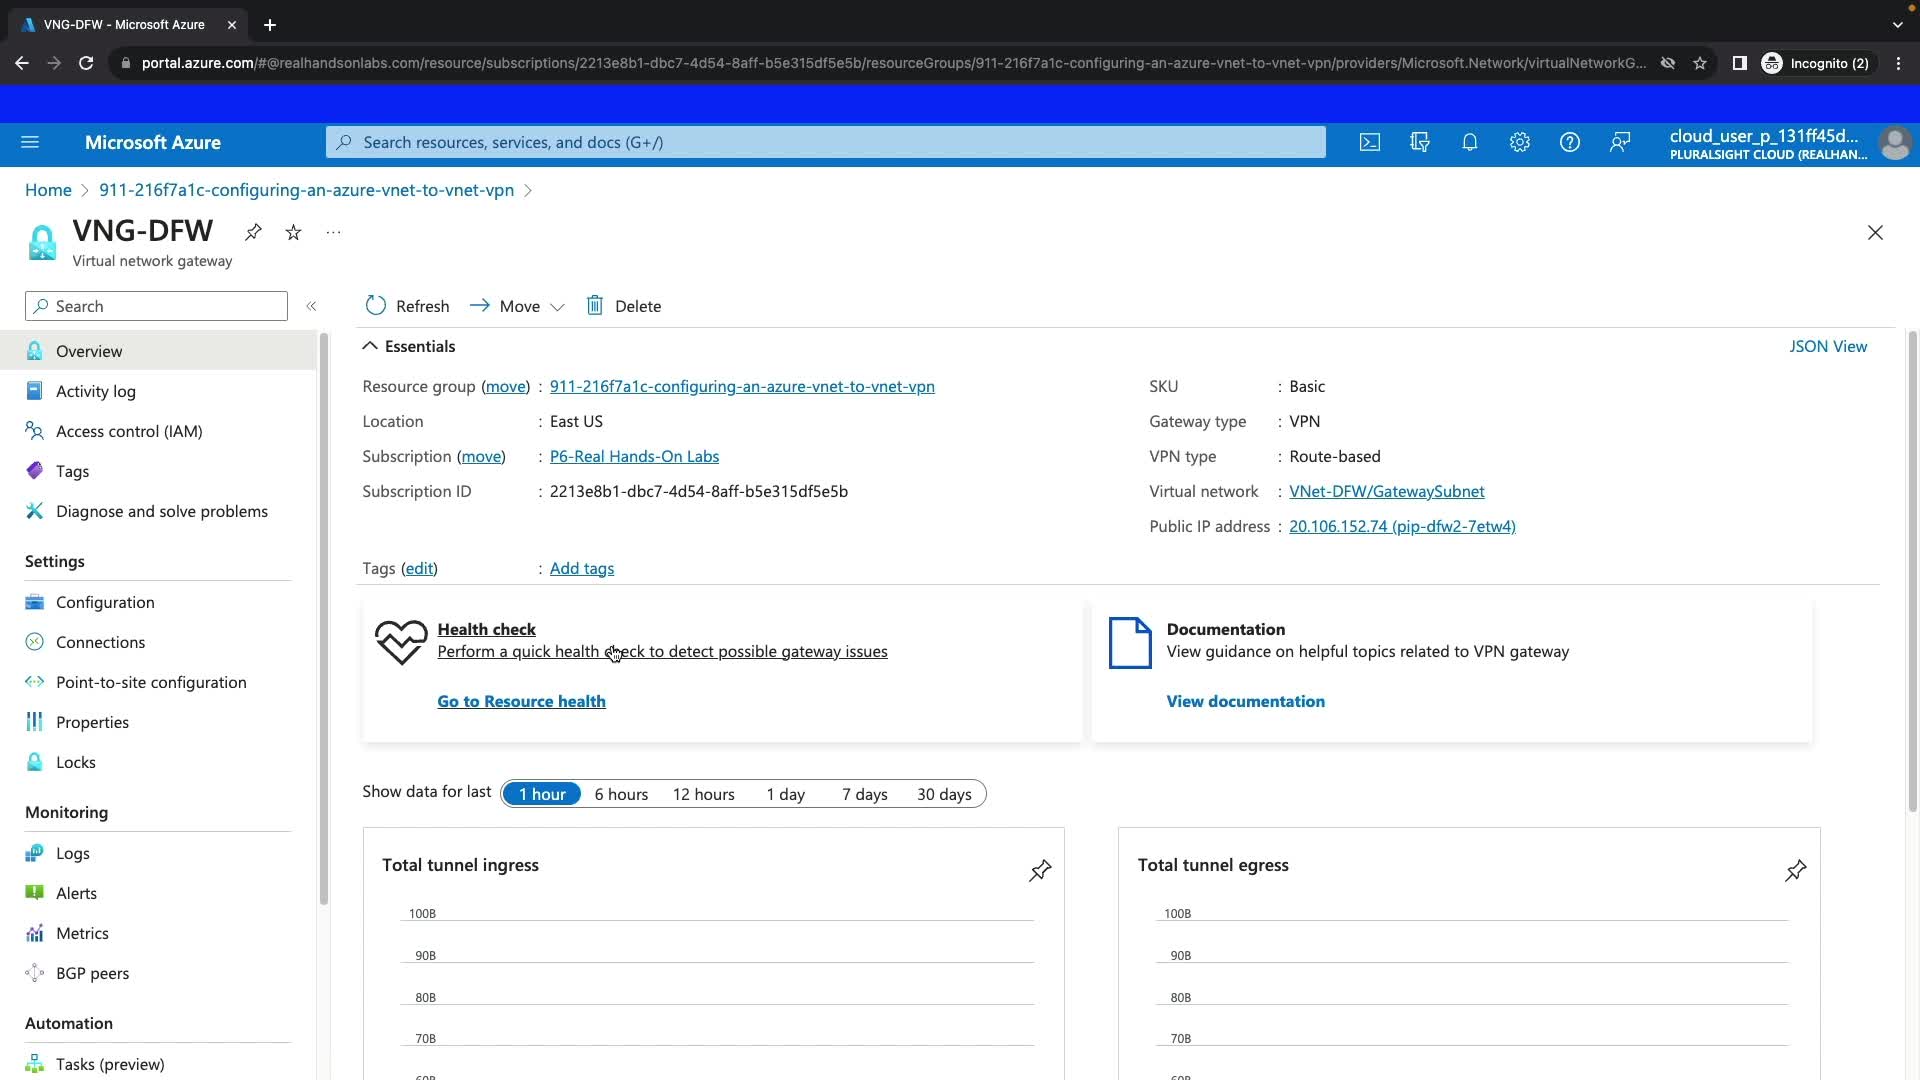 VNG-DFW - Microsoft Azure
portal.azure.com/#@realhandsonlabs.com/resource/subscriptions/2213e8b1-dbc7-4d54-8aff-b5e315df5e5b/resourceGroups/911-216f7a1c-configuring-an-azure-vnet-to-vnet-vpn/providers/Microsoft.Network/virtualNetworkG...
Incognito (2)
Microsoft Azure
Search resources, services, and docs (G+/)
cloud_user_p_131ff45d...
PLURALSIGHT CLOUD (REALHAN...
Home > 911-216f7a1c-configuring-an-azure-vnet-to-vnet-vpn >
VNG-DFW
Virtual network gateway
Search
Overview
Activity log
Access control (IAM)
Tags
Diagnose and solve problems
Settings
Configuration
Connections
Point-to-site configuration
Properties
Locks
Monitoring
Logs
Alerts
Metrics
BGP peers
Automation
Tasks (preview)
Refresh Move Delete
Essentials
JSON View
Resource group (move) : 911-216f7a1c-configuring-an-azure-vnet-to-vnet-vpn
Location : East US
Subscription (move) : P6-Real Hands-On Labs
Subscription ID : 2213e8b1-dbc7-4d54-8aff-b5e315df5e5b
SKU : Basic
Gateway type : VPN
VPN type : Route-based
Virtual network : VNet-DFW/GatewaySubnet
Public IP address : 20.106.152.74 (pip-dfw2-7etw4)
Tags (edit) : Add tags
Health check
Perform a quick health check to detect possible gateway issues
Go to Resource health
Documentation
View guidance on helpful topics related to VPN gateway
View documentation
Show data for last 1 hour 6 hours 12 hours 1 day 7 days 30 days
Total tunnel ingress
100B
90B
80B
70B
60B
Total tunnel egress
100B
90B
80B
70B
60B